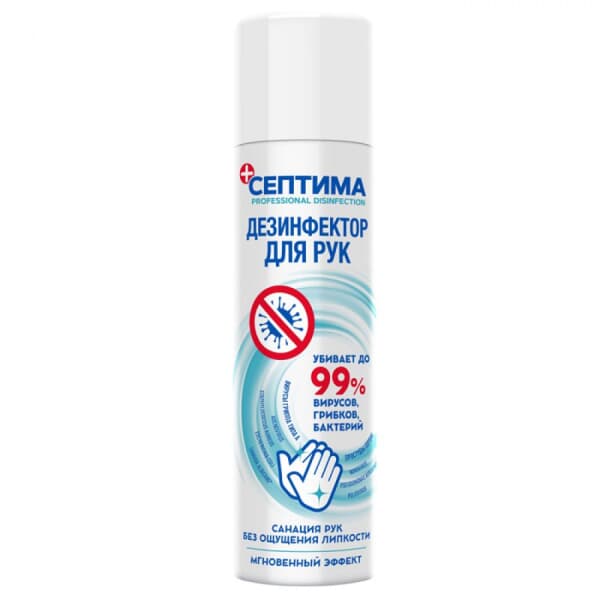 СЕПТИМА
PROFESSIONAL DISINFECTION
ДЕЗИНФЕКТОР
ДЛЯ РУК
УБИВАЕТ ДО
99%
ВИРУСОВ,
ГРИБКОВ,
БАКТЕРИЙ
САНАЦИЯ РУК
БЕЗ ОЩУЩЕНИЯ ЛИПКОСТИ
МГНОВЕННЫЙ ЭФФЕКТ